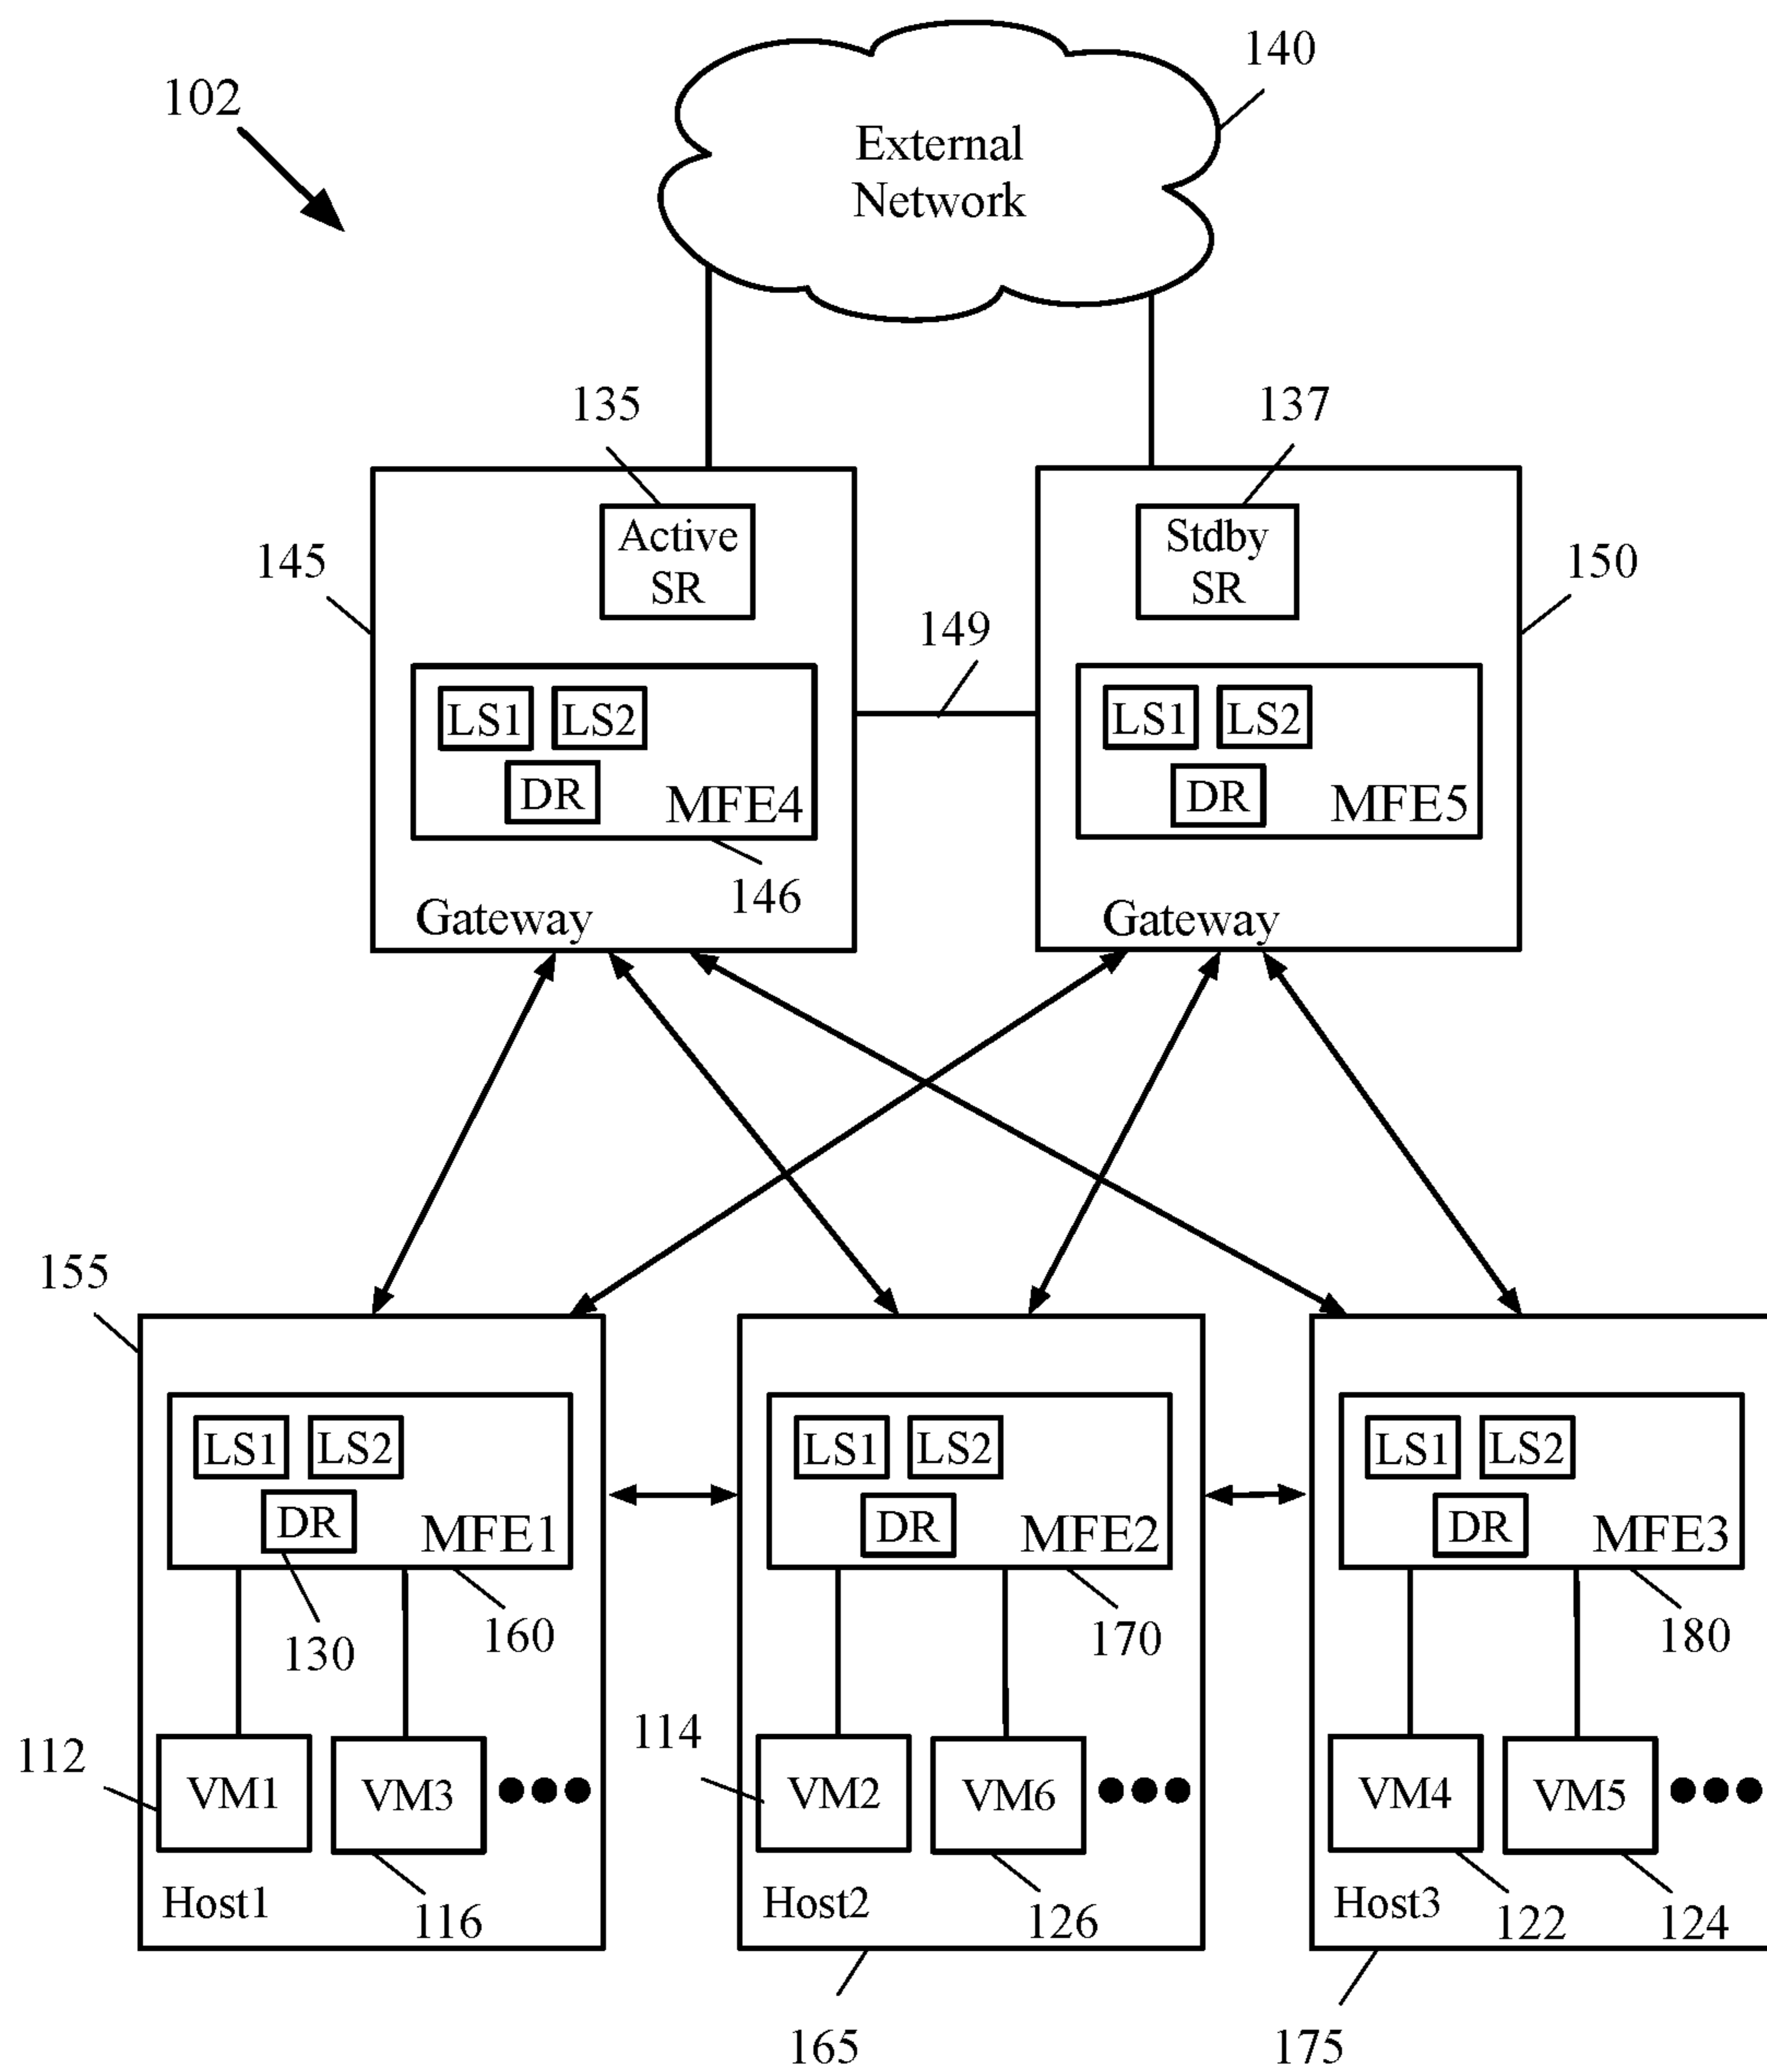 102
140
External
Network
135
137
Active
SR
Stdby
SR
145
150
149
LS1 LS2
DR
MFE4
LS1 LS2
DR
MFE5
146
Gateway
Gateway
155
LS1 LS2
DR
MFE1
LS1 LS2
DR
MFE2
LS1 LS2
DR
MFE3
130
160
170
180
112
VM1
VM3
114
VM2
VM6
VM4
VM5
Host1
116
Host2
126
Host3
122
124
165
175